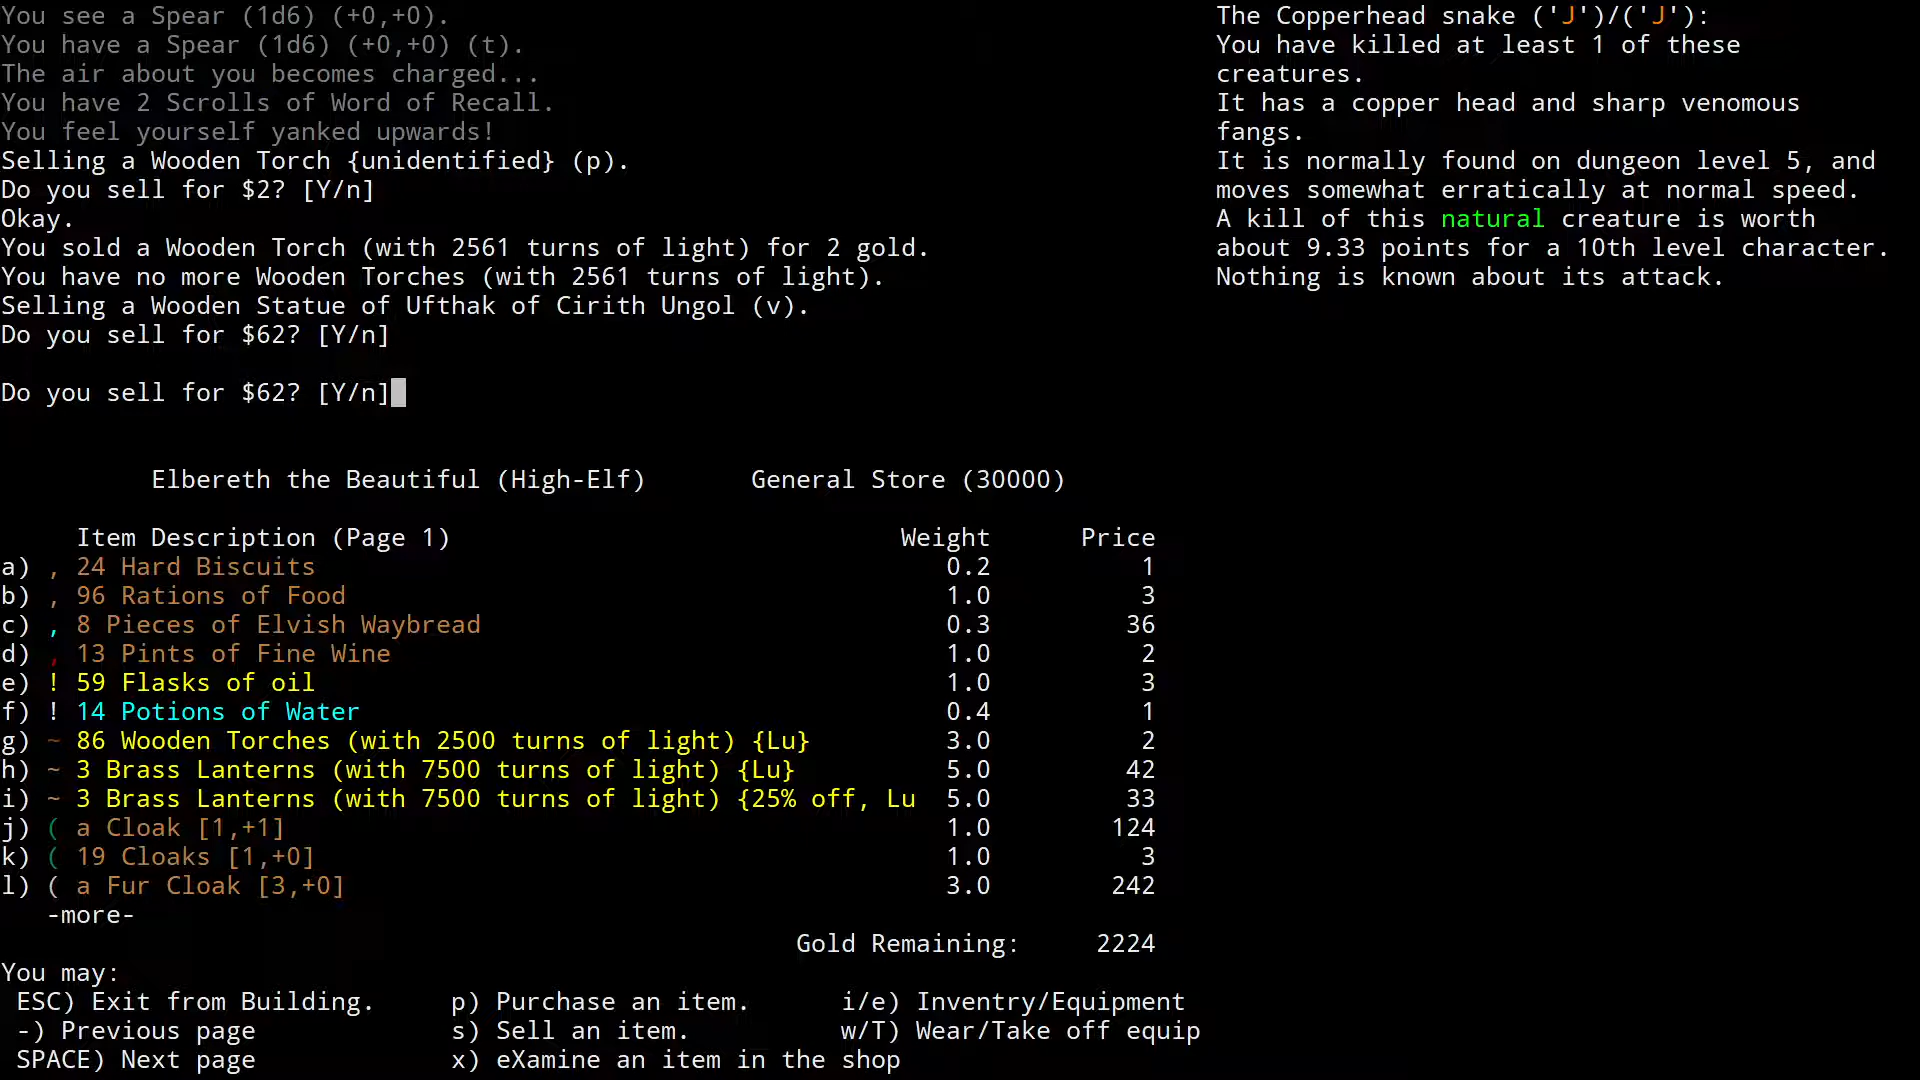 You see a Spear (1d6) (+0,+0).
You have a Spear (1d6) (+0,+0) (t).
The air about you becomes charged...
You have 2 Scrolls of Word of Recall.
You feel yourself yanked upwards!
Selling a Wooden Torch {unidentified} (p).
Do you sell for $2? [Y/n]
Okay.
You sold a Wooden Torch (with 2561 turns of light) for 2 gold.
You have no more Wooden Torches (with 2561 turns of light).
Selling a Wooden Statue of Ufthak of Cirith Ungol (v).
Do you sell for $62? [Y/n]
Do you sell for $62? [Y/n]
The Copperhead snake ('J')/('J'):
You have killed at least 1 of these
creatures.
It has a copper head and sharp venomous
fangs.
It is normally found on dungeon level 5, and
moves somewhat erratically at normal speed.
A kill of this natural creature is worth
about 9.33 points for a 10th level character.
Nothing is known about its attack.
Elbereth the Beautiful (High-Elf) General Store (30000)
Item Description (Page 1) Weight Price
a) , 24 Hard Biscuits 0.2 1
b) , 96 Rations of Food 1.0 3
c) , 8 Pieces of Elvish Waybread 0.3 36
d) , 13 Pints of Fine Wine 1.0 2
e) ! 59 Flasks of oil 1.0 3
f) ! 14 Potions of Water 0.4 1
g) ~ 86 Wooden Torches (with 2500 turns of light) {Lu} 3.0 2
h) ~ 3 Brass Lanterns (with 7500 turns of light) {Lu} 5.0 42
i) ~ 3 Brass Lanterns (with 7500 turns of light) {25% off, Lu 5.0 33
j) ( a Cloak [1,+1] 1.0 124
k) ( 19 Cloaks [1,+0] 1.0 3
l) ( a Fur Cloak [3,+0] 3.0 242
-more-
Gold Remaining: 2224
You may:
ESC) Exit from Building. p) Purchase an item. i/e) Inventry/Equipment
-) Previous page s) Sell an item. w/T) Wear/Take off equip
SPACE) Next page x) eXamine an item in the shop